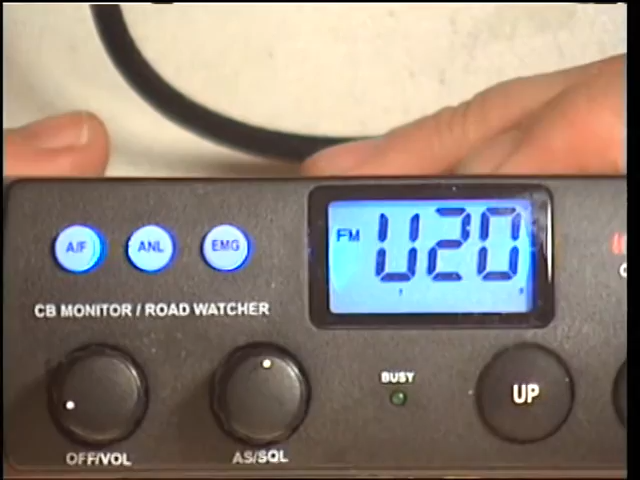 A/F ANL EMG
FM U20
CB MONITOR / ROAD WATCHER
BUSY
UP
OFF/VOL AS/SQL